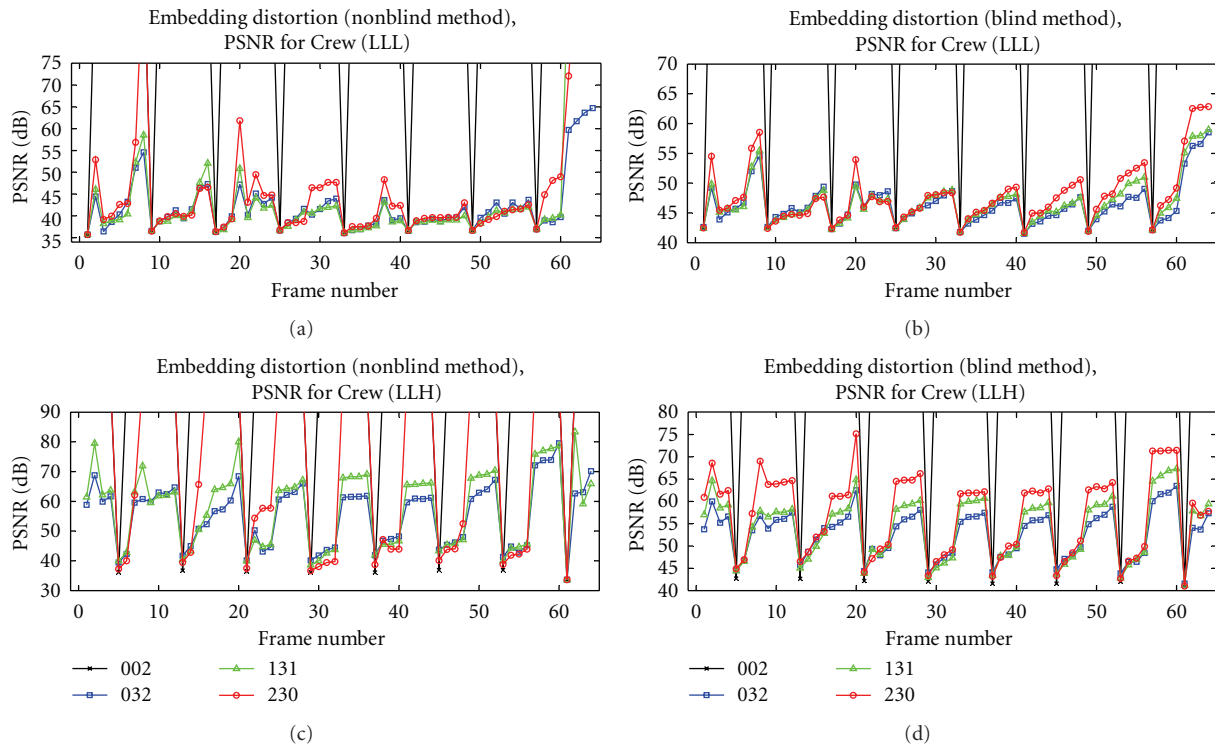 Embedding distortion (nonblind method),
PSNR for Crew (LLL)
75
70
65
60
55
50
45
40
35
PSNR (dB)
0 10 20 30 40 50 60
Frame number
(a)
Embedding distortion (blind method),
PSNR for Crew (LLL)
70
65
60
55
50
45
40
PSNR (dB)
0 10 20 30 40 50 60
Frame number
(b)
Embedding distortion (nonblind method),
PSNR for Crew (LLH)
90
80
70
60
50
40
30
PSNR (dB)
0 10 20 30 40 50 60
Frame number
002 131
032 230
(c)
Embedding distortion (blind method),
PSNR for Crew (LLH)
80
75
70
65
60
55
50
45
40
PSNR (dB)
0 10 20 30 40 50 60
Frame number
002 131
032 230
(d)